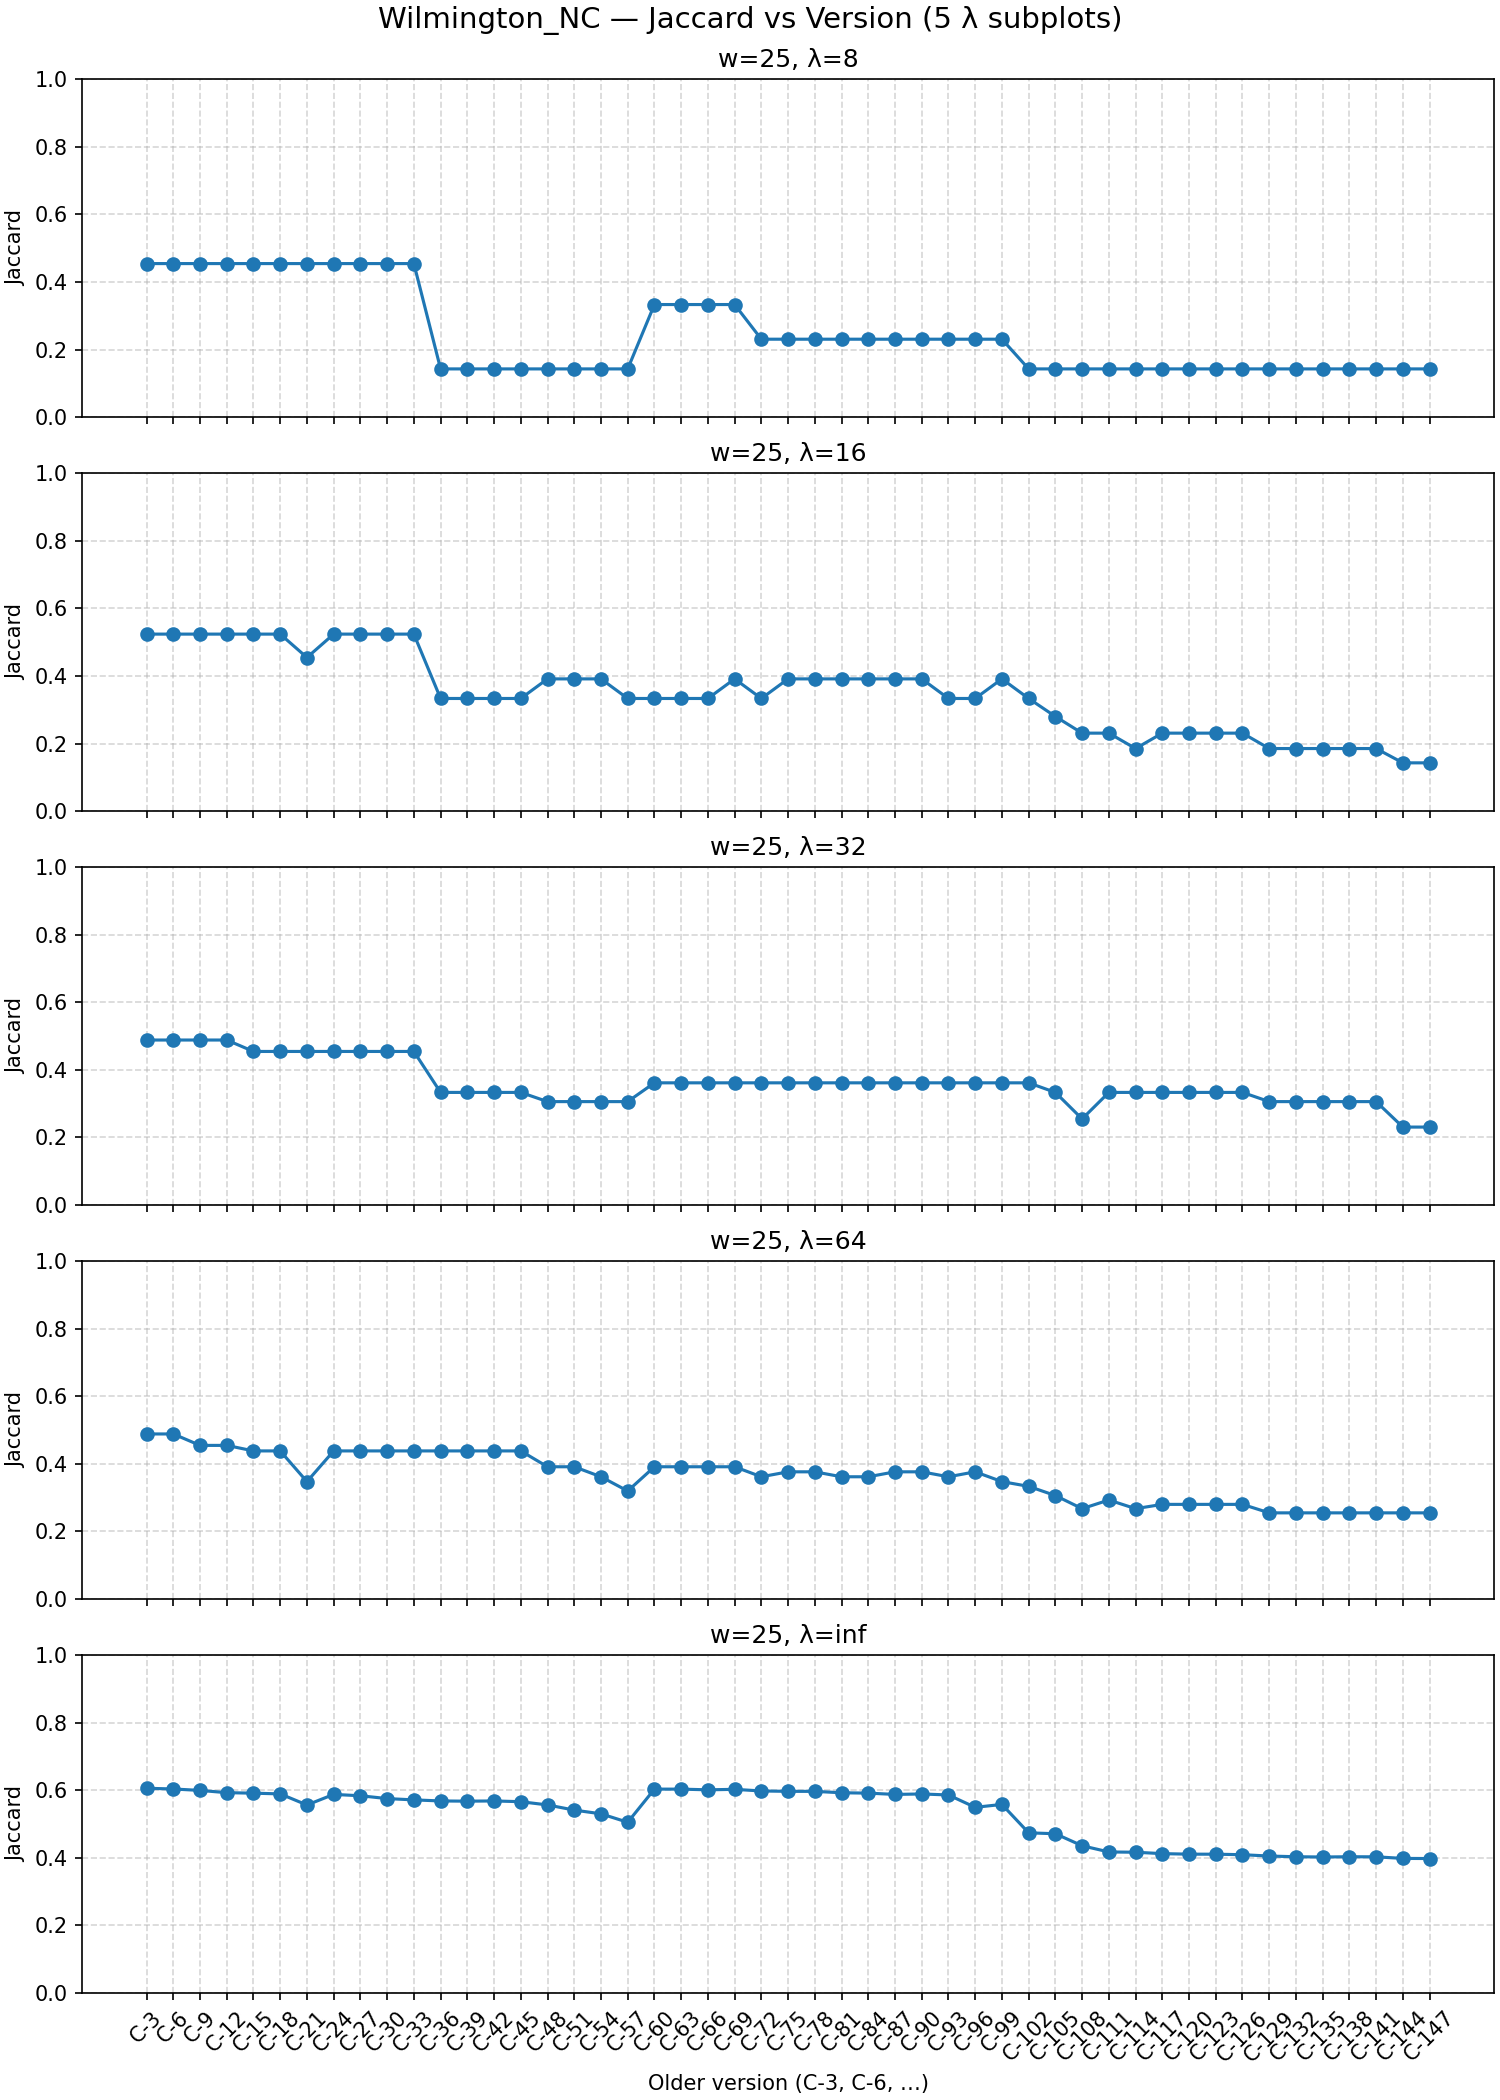 Wilmington_NC — Jaccard vs Version (5 λ subplots)
w=25, λ=8
1.0
0.8
0.6
0.4
0.2
0.0
Jaccard
w=25, λ=16
1.0
0.8
0.6
0.4
0.2
0.0
Jaccard
w=25, λ=32
1.0
0.8
0.6
0.4
0.2
0.0
Jaccard
w=25, λ=64
1.0
0.8
0.6
0.4
0.2
0.0
Jaccard
w=25, λ=inf
1.0
0.8
0.6
0.4
0.2
0.0
Jaccard
C-3 C-6 C-9 C-12 C-15 C-18 C-21 C-24 C-27 C-30 C-33 C-36 C-39 C-42 C-45 C-48 C-51 C-54 C-57 C-60 C-63 C-66 C-69 C-72 C-75 C-78 C-81 C-84 C-87 C-90 C-93 C-96 C-99 C-102 C-105 C-108 C-111 C-114 C-117 C-120 C-123 C-126 C-129 C-132 C-135 C-138 C-141 C-144 C-147
Older version (C-3, C-6, ...)